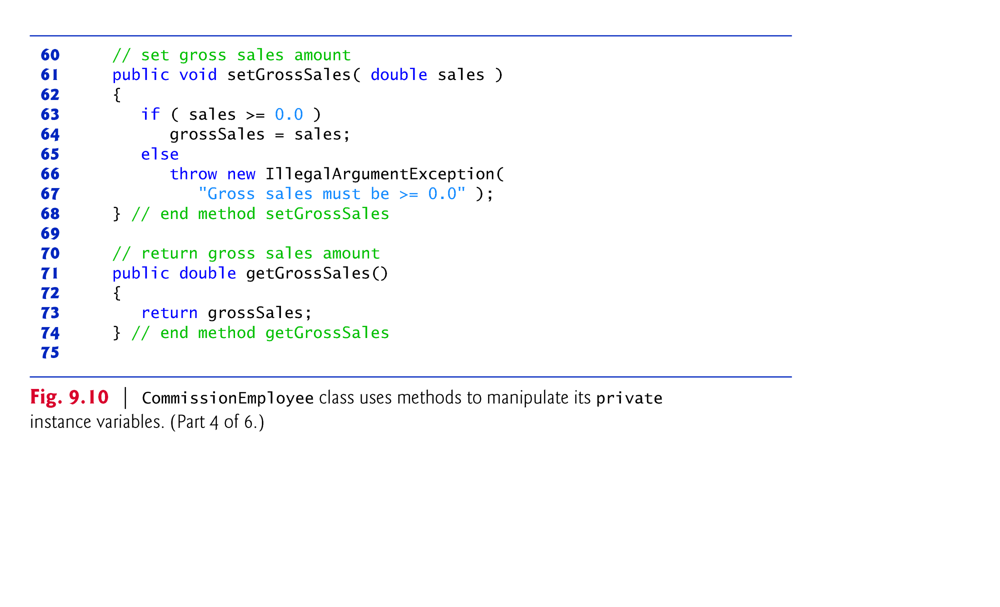 60 // set gross sales amount
61 public void setGrossSales( double sales )
62 {
63 if ( sales >= 0.0 )
64 grossSales = sales;
65 else
66 throw new IllegalArgumentException(
67 "Gross sales must be >= 0.0" );
68 } // end method setGrossSales
69
70 // return gross sales amount
71 public double getGrossSales()
72 {
73 return grossSales;
74 } // end method getGrossSales
75
Fig. 9.10 | CommissionEmployee class uses methods to manipulate its private
instance variables. (Part 4 of 6.)